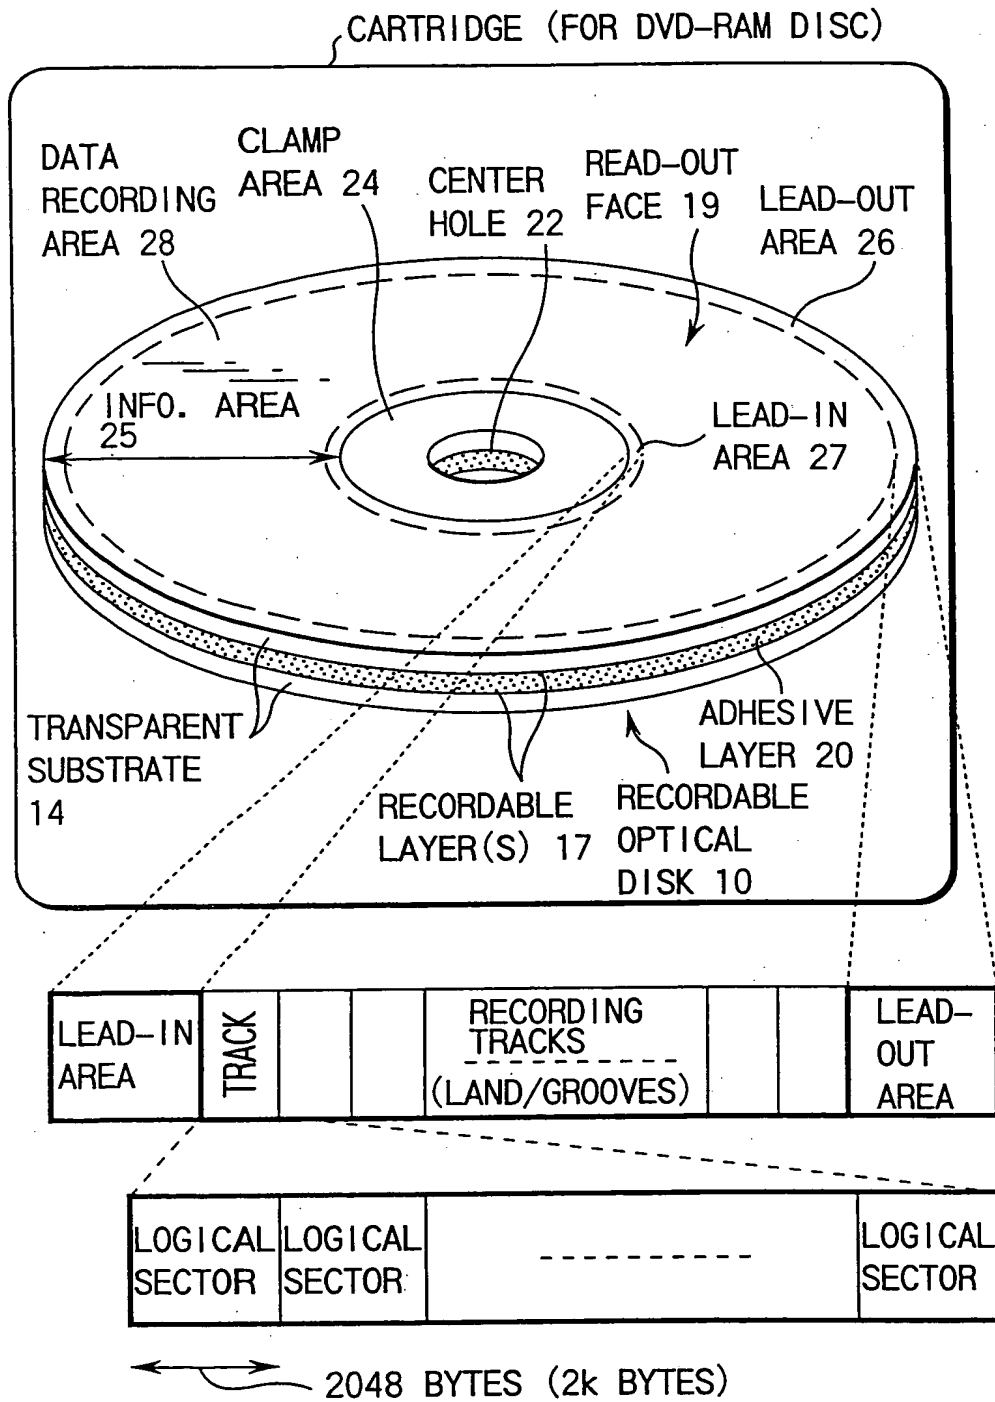 CARTRIDGE (FOR DVD-RAM DISC)
DATA
RECORDING
AREA 28
CLAMP
AREA 24
CENTER
HOLE 22
READ-OUT
FACE 19
LEAD-OUT
AREA 26
INFO. AREA
25
LEAD-IN
AREA 27
TRANSPARENT
SUBSTRATE
14
RECORDABLE
LAYER(S) 17
RECORDABLE
OPTICAL
DISK 10
ADHESIVE
LAYER 20
LEAD-IN
AREA
TRACK
RECORDING
TRACKS
(LAND/GROOVES)
LEAD-
OUT
AREA
LOGICAL
SECTOR
LOGICAL
SECTOR
LOGICAL
SECTOR
2048 BYTES (2k BYTES)